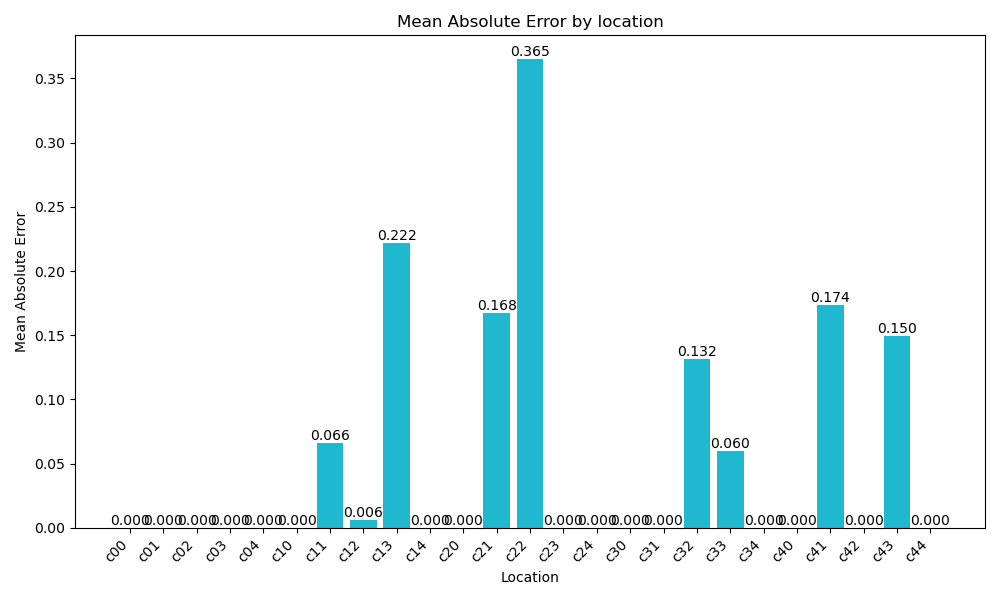 Mean Absolute Error by location
Mean Absolute Error
0.35
0.30
0.25
0.20
0.15
0.10
0.05
0.00
0.000 0.000 0.000 0.000 0.000 0.000 0.066 0.006 0.222 0.000 0.000 0.168 0.365 0.000 0.000 0.000 0.000 0.132 0.060 0.000 0.000 0.174 0.000 0.150 0.000
c00 c01 c02 c03 c04 c10 c11 c12 c13 c14 c20 c21 c22 c23 c24 c30 c31 c32 c33 c34 c40 c41 c42 c43 c44
Location